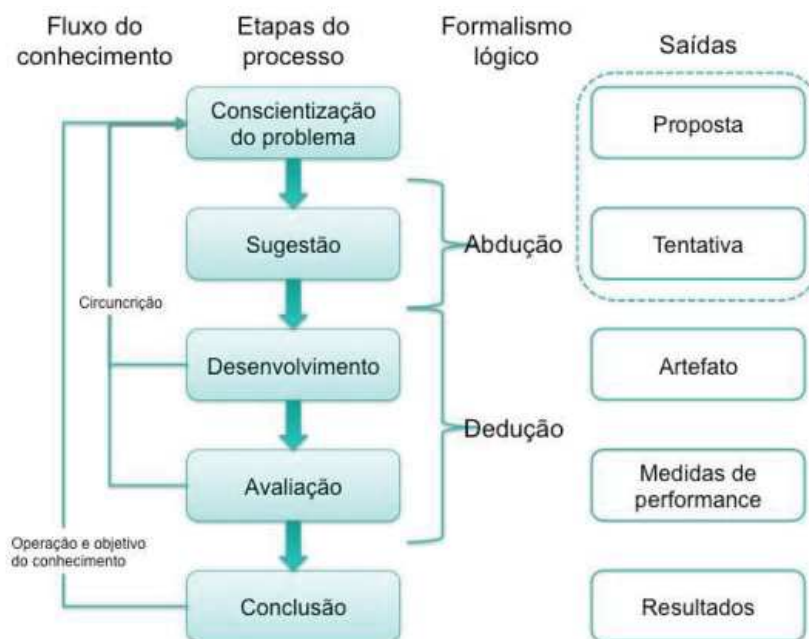 Fluxo do
conhecimento
Etapas do
processo
Formalismo
lógico
Saídas
Conscientização
do problema
Proposta
Sugestão
Abdução
Tentativa
Circuncrição
Desenvolvimento
Artefato
Dedução
Avaliação
Medidas de
performance
Operação e objetivo
do conhecimento
Conclusão
Resultados